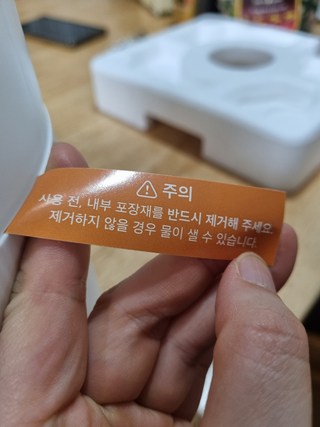 ⚠ 주의
사용 전, 내부 포장재를 반드시 제거해 주세요.
제거하지 않을 경우 물이 샐 수 있습니다.